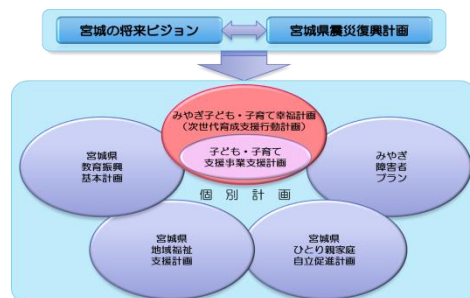 宮城の将来ビジョン
宮城県震災復興計画
みやぎ子ども・子育て幸福計画
（次世代育成支援行動計画）
子ども・子育て
支援事業支援計画
宮城県
教育振興
基本計画
みやぎ
障害者
プラン
個別計画
宮城県
地域福祉
支援計画
宮城県
ひとり親家庭
自立促進計画